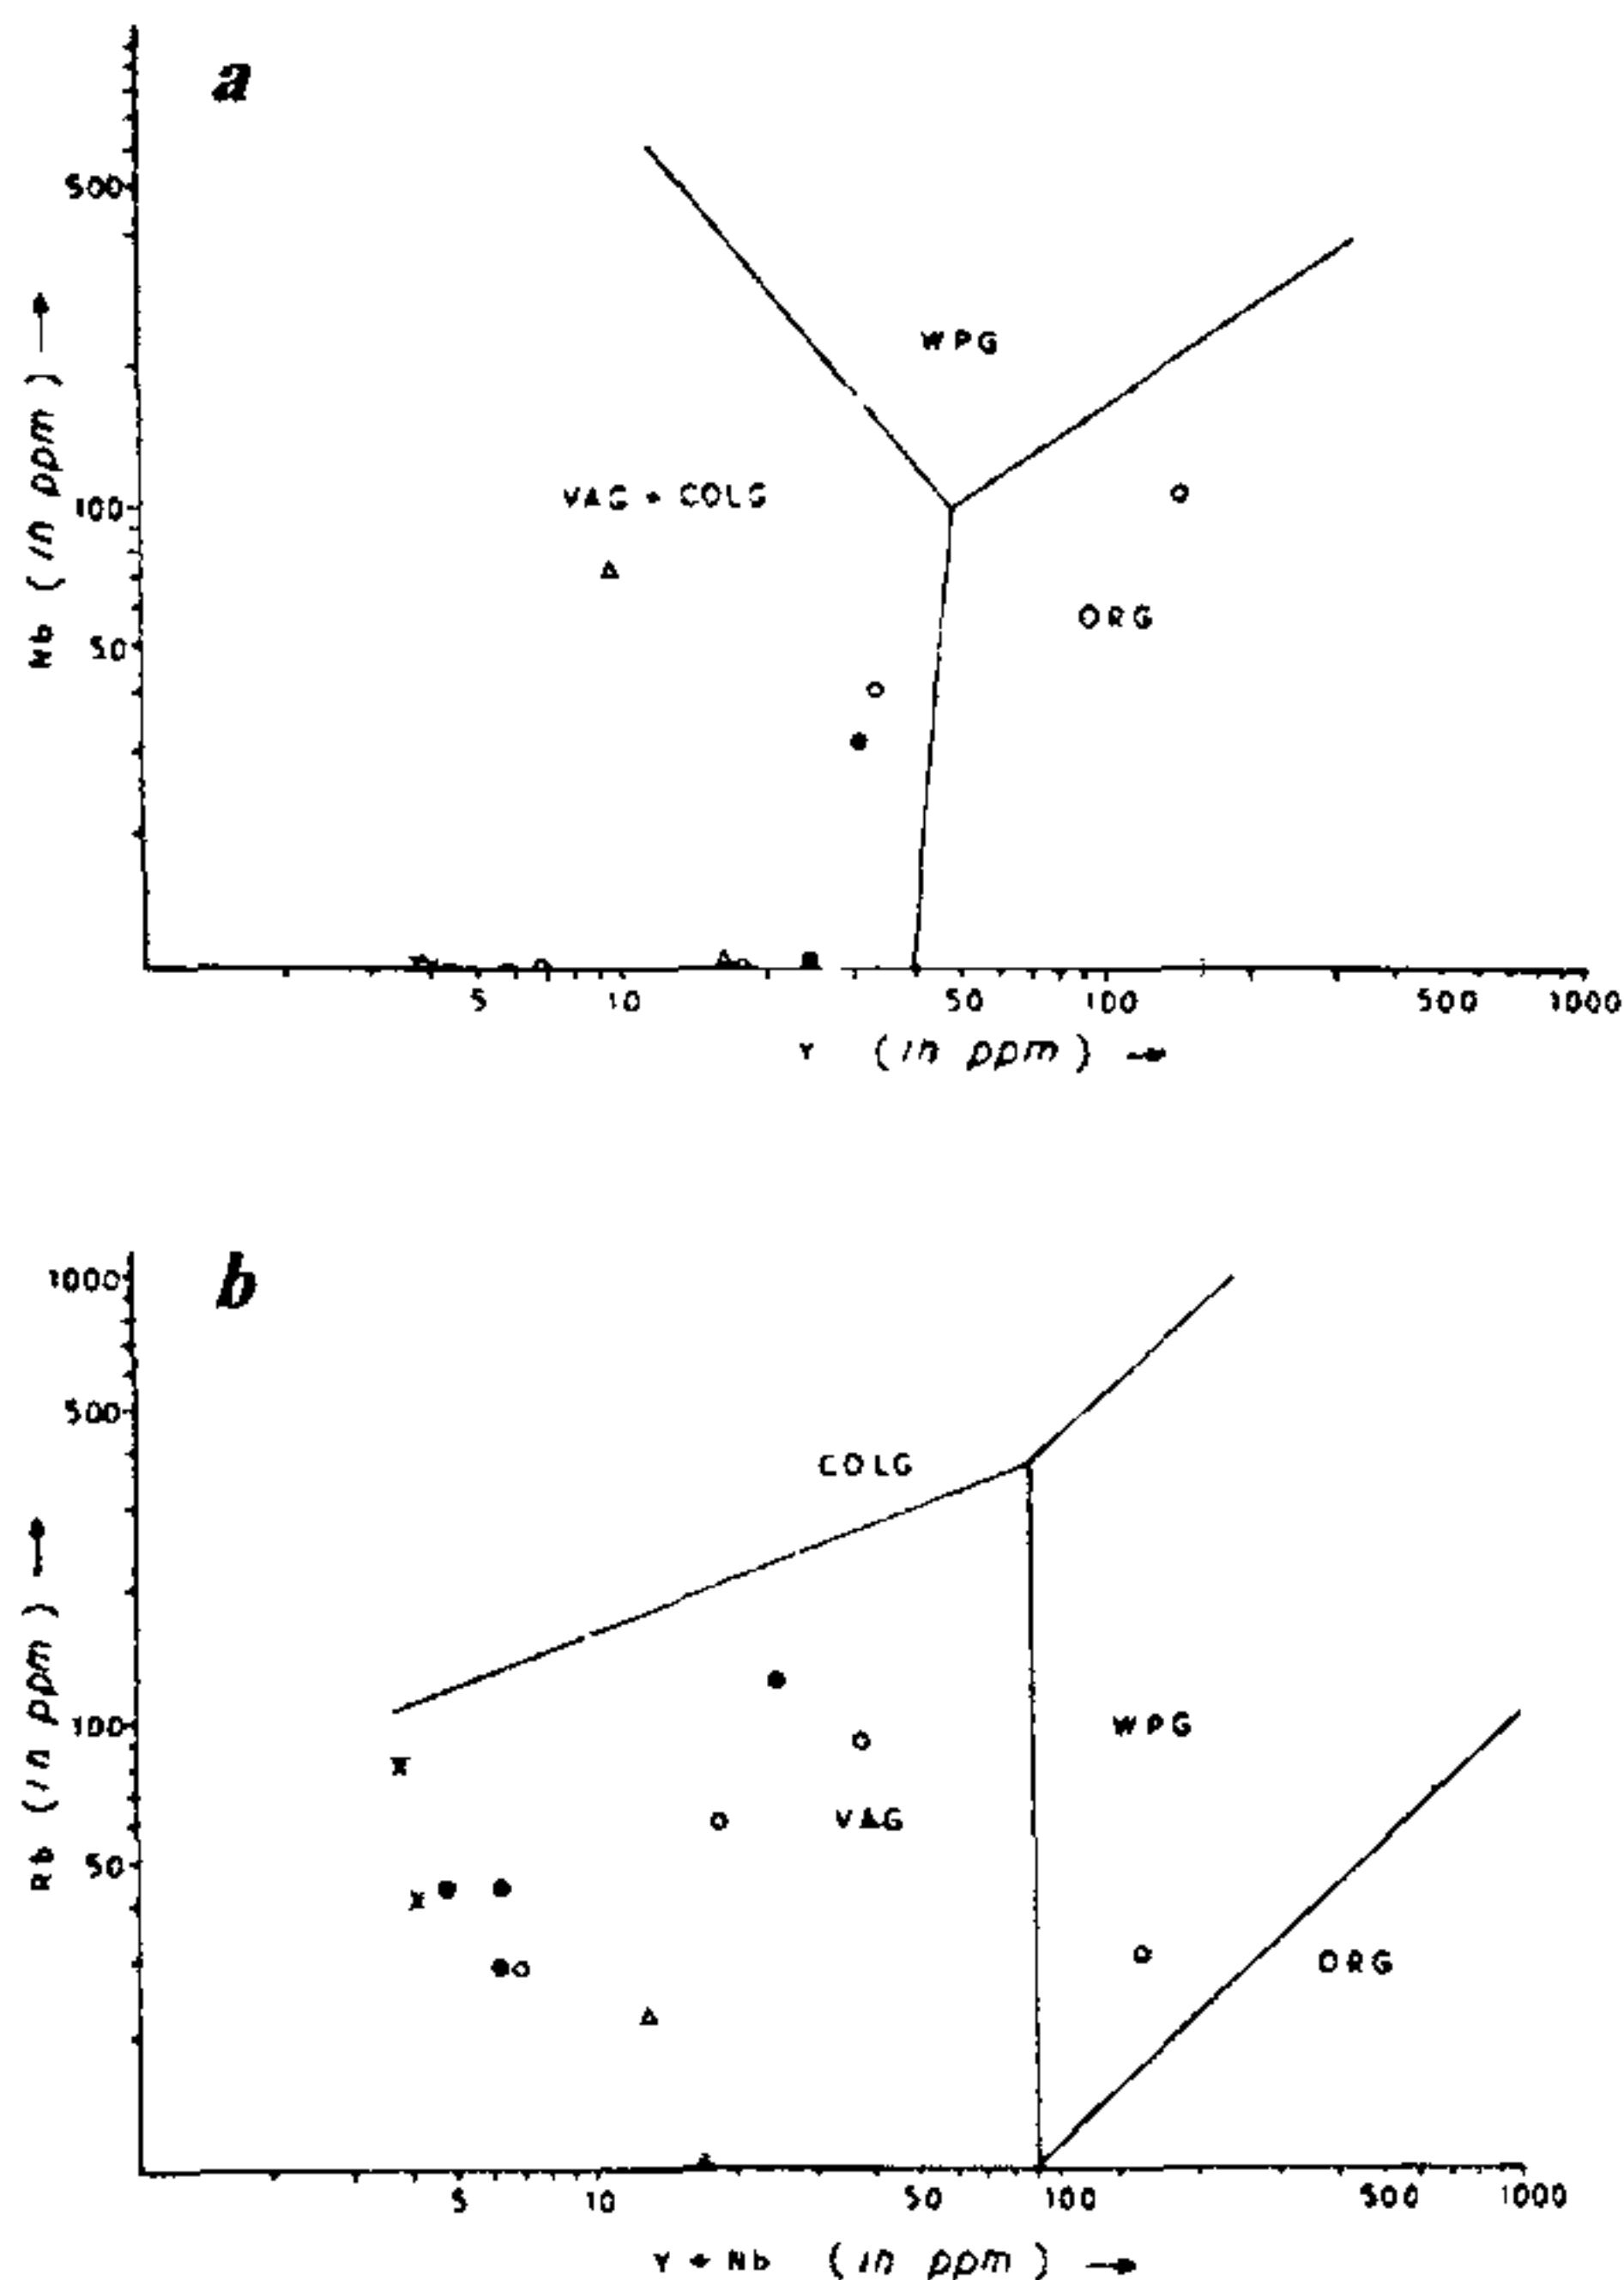 a
500
WPG
VAG + COLG
100
ORG
50
Nb (in ppm)
5 10 50 100 500 1000
Y (in ppm)
b
1000
500
COLG
100
WPG
VAG
50
ORG
Rb (in ppm)
5 10 50 100 500 1000
Y + Nb (in ppm)